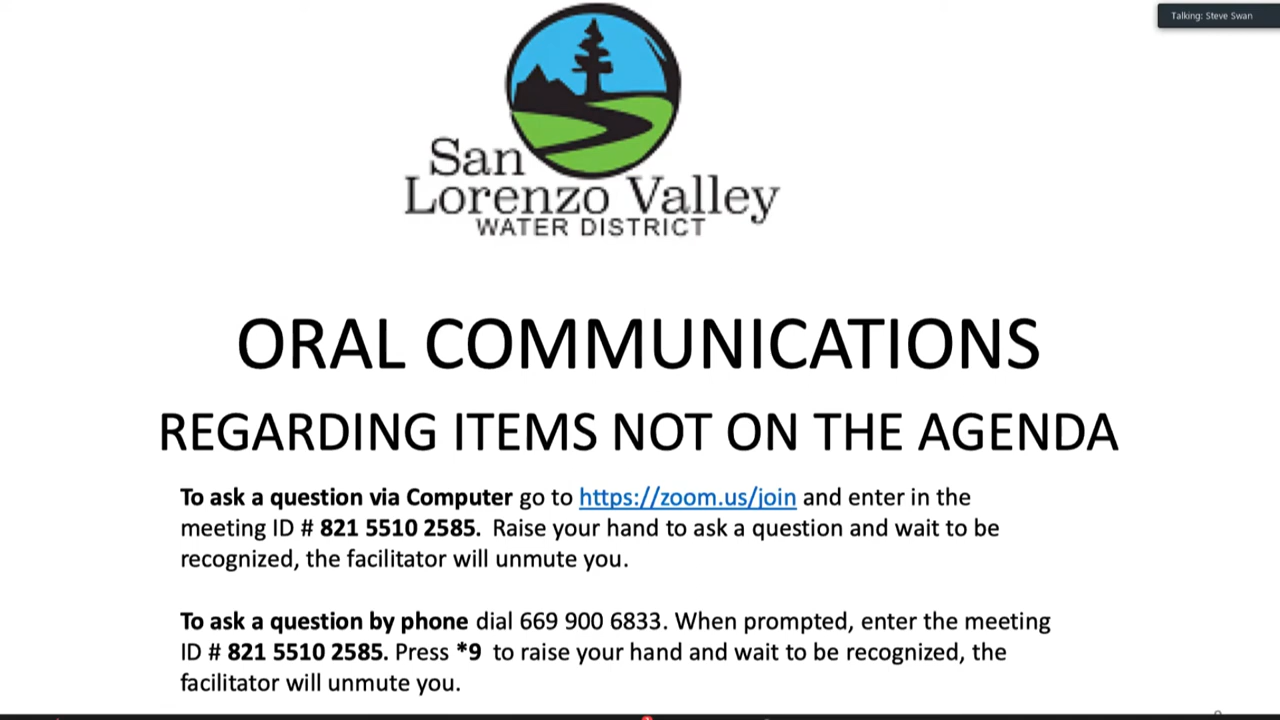 Talking: Steve Swan
San
Lorenzo Valley
WATER DISTRICT
ORAL COMMUNICATIONS
REGARDING ITEMS NOT ON THE AGENDA
To ask a question via Computer go to https://zoom.us/join and enter in the
meeting ID # 821 5510 2585. Raise your hand to ask a question and wait to be
recognized, the facilitator will unmute you.
To ask a question by phone dial 669 900 6833. When prompted, enter the meeting
ID # 821 5510 2585. Press *9 to raise your hand and wait to be recognized, the
facilitator will unmute you.